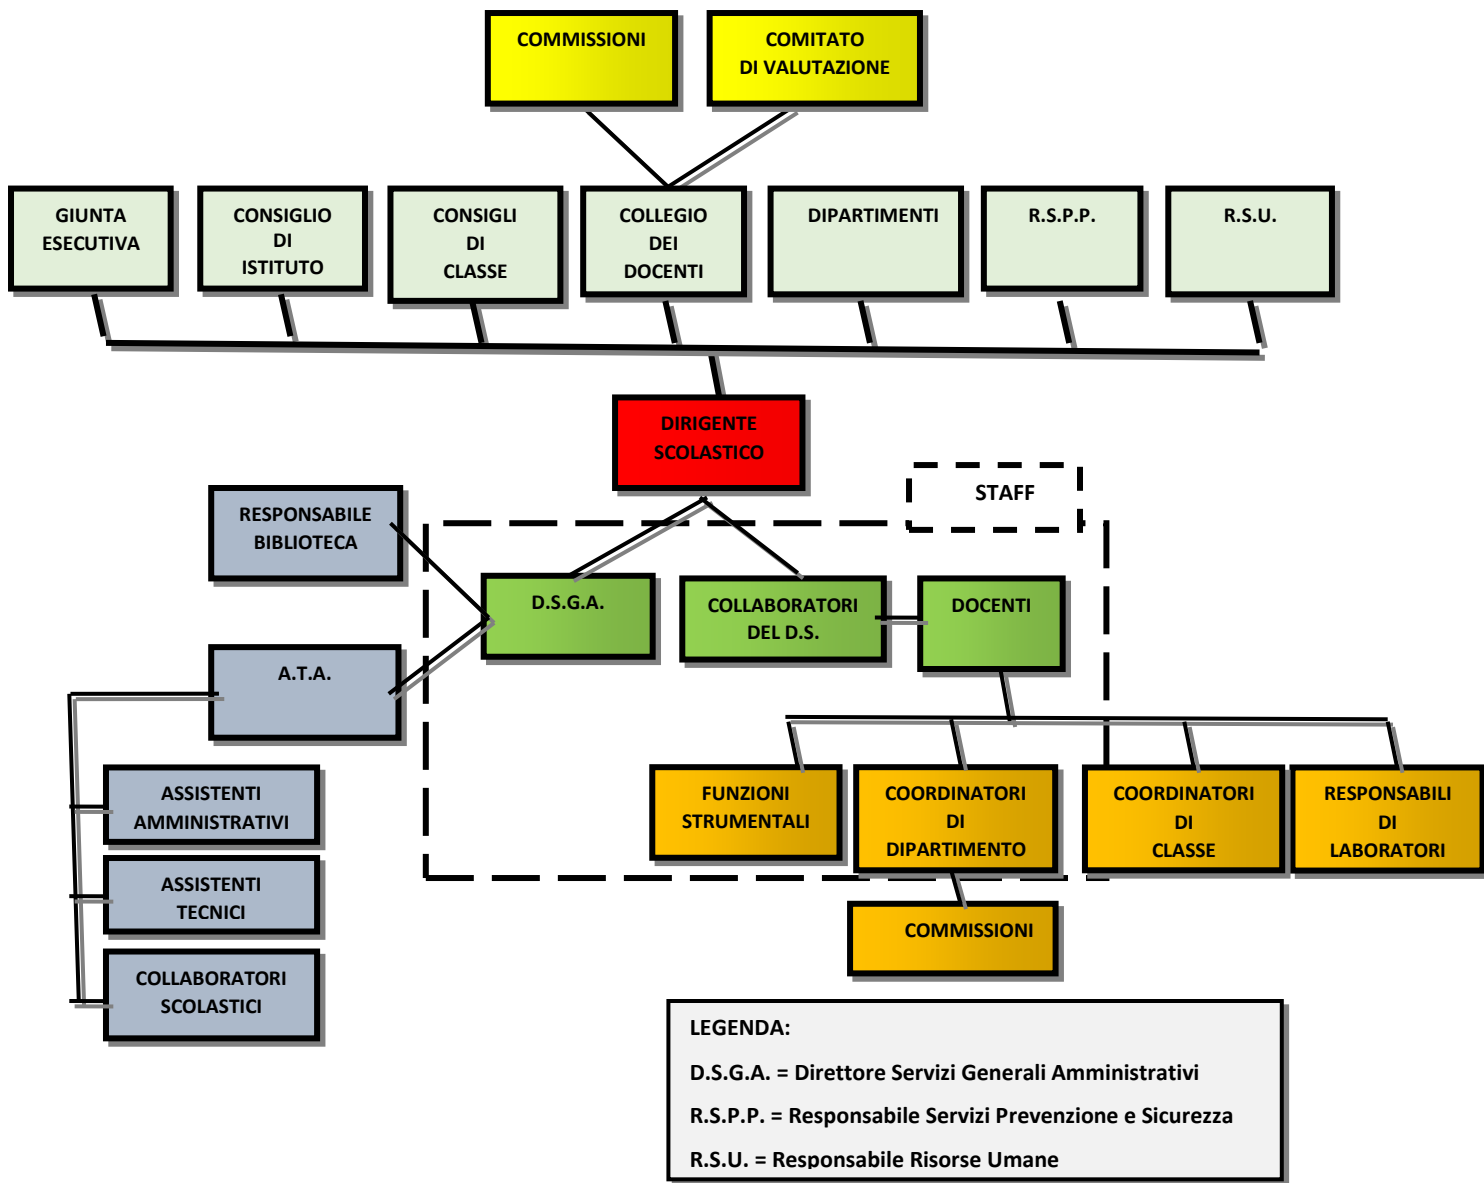 COMMISSIONI
COMITATO
DI VALUTAZIONE
GIUNTA
ESECUTIVA
CONSIGLIO
DI
ISTITUTO
CONSIGLI
DI
CLASSE
COLLEGIO
DEI
DOCENTI
DIPARTIMENTI
R.S.P.P.
R.S.U.
DIRIGENTE
SCOLASTICO
STAFF
RESPONSABILE
BIBLIOTECA
D.S.G.A.
COLLABORATORI
DEL D.S.
DOCENTI
A.T.A.
ASSISTENTI
AMMINISTRATIVI
ASSISTENTI
TECNICI
COLLABORATORI
SCOLASTICI
FUNZIONI
STRUMENTALI
COORDINATORI
DI
DIPARTIMENTO
COORDINATORI
DI
CLASSE
RESPONSABILI
DI
LABORATORI
COMMISSIONI
LEGENDA:
D.S.G.A. = Direttore Servizi Generali Amministrativi
R.S.P.P. = Responsabile Servizi Prevenzione e Sicurezza
R.S.U. = Responsabile Risorse Umane